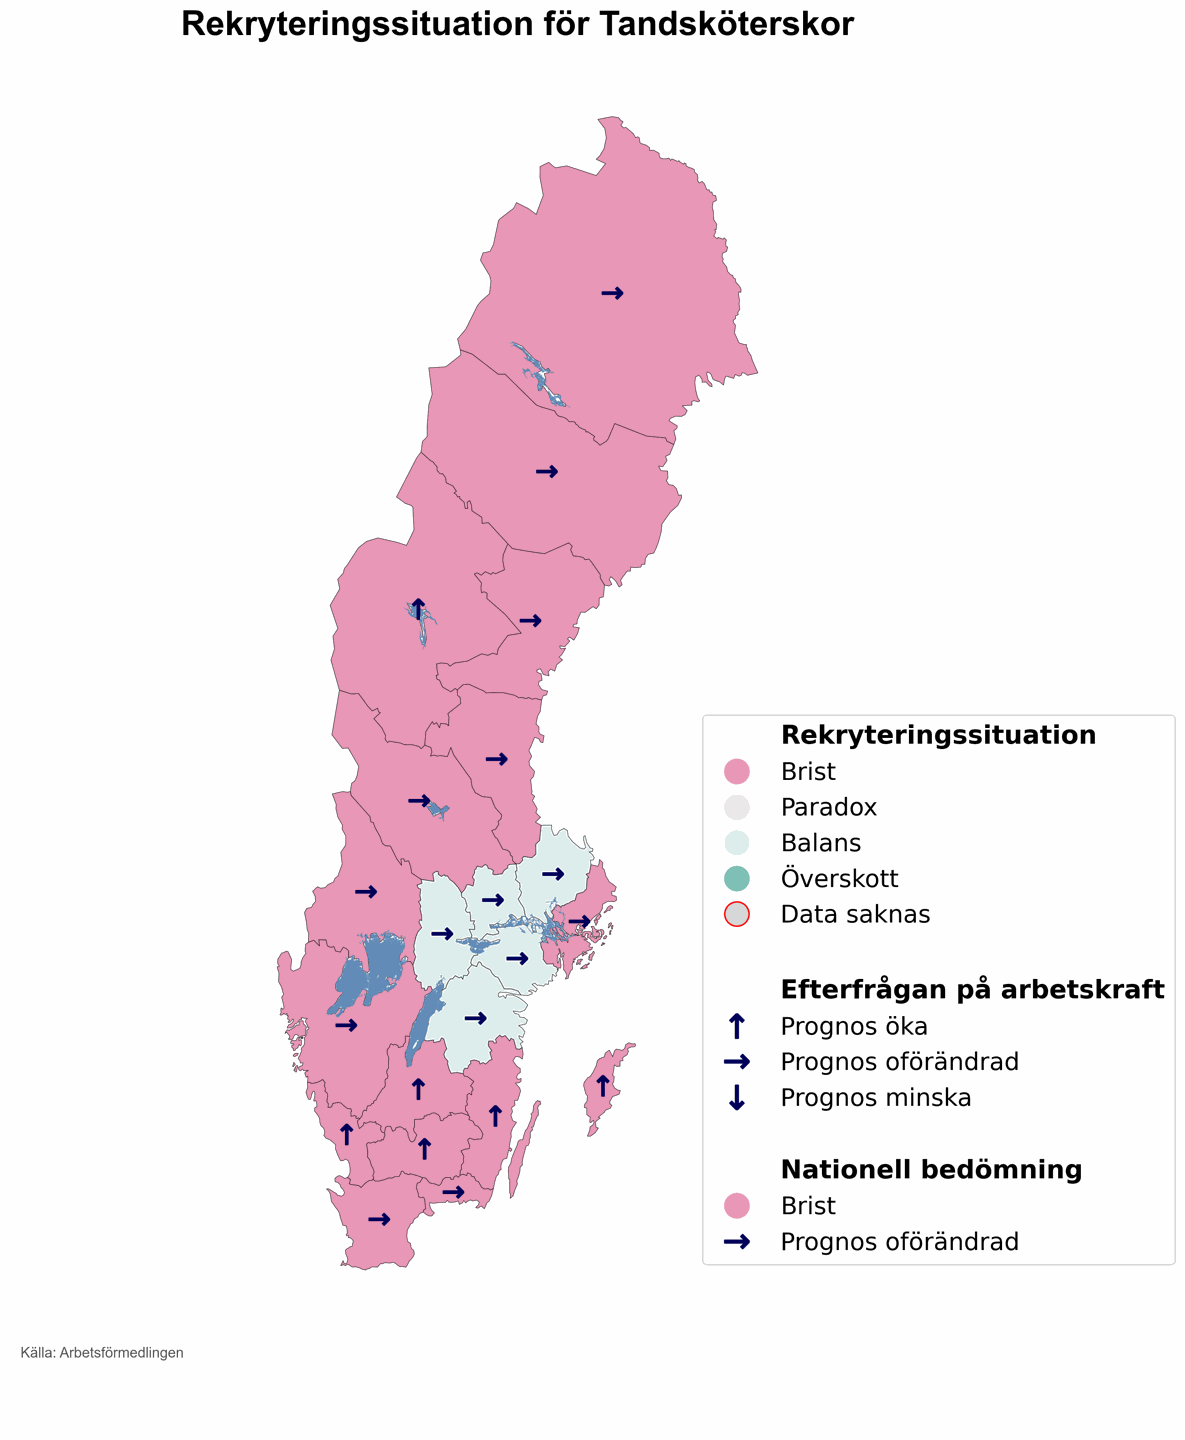 Rekryteringssituation för Tandsköterskor
Rekryteringssituation
Brist
Paradox
Balans
Överskott
Data saknas
Efterfrågan på arbetskraft
Prognos öka
Prognos oförändrad
Prognos minska
Nationell bedömning
Brist
Prognos oförändrad
Källa: Arbetsförmedlingen